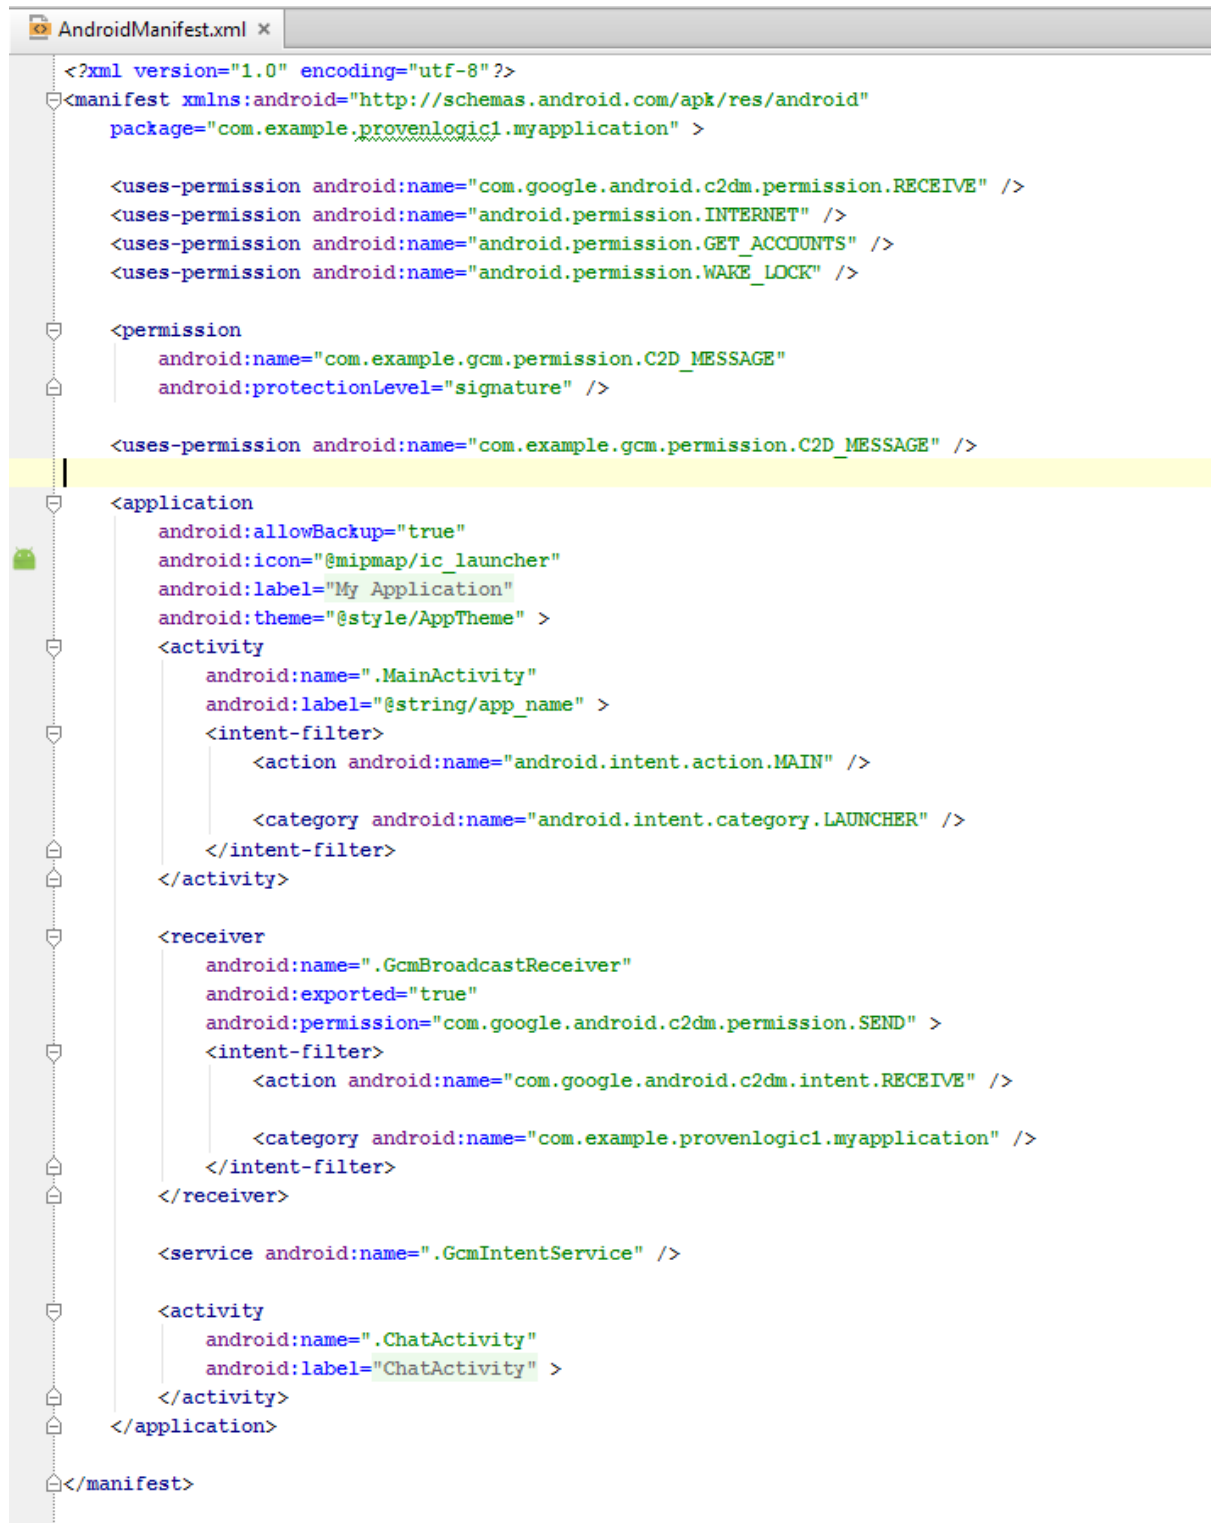 AndroidManifest.xml ×
<?xml version="1.0" encoding="utf-8"?>
<manifest xmlns:android="http://schemas.android.com/apk/res/android"
    package="com.example.provenlogic1.myapplication" >

    <uses-permission android:name="com.google.android.c2dm.permission.RECEIVE" />
    <uses-permission android:name="android.permission.INTERNET" />
    <uses-permission android:name="android.permission.GET_ACCOUNTS" />
    <uses-permission android:name="android.permission.WAKE_LOCK" />

    <permission
        android:name="com.example.gcm.permission.C2D_MESSAGE"
        android:protectionLevel="signature" />

    <uses-permission android:name="com.example.gcm.permission.C2D_MESSAGE" />

    <application
        android:allowBackup="true"
        android:icon="@mipmap/ic_launcher"
        android:label="My Application"
        android:theme="@style/AppTheme" >
        <activity
            android:name=".MainActivity"
            android:label="@string/app_name" >
            <intent-filter>
                <action android:name="android.intent.action.MAIN" />

                <category android:name="android.intent.category.LAUNCHER" />
            </intent-filter>
        </activity>

        <receiver
            android:name=".GcmBroadcastReceiver"
            android:exported="true"
            android:permission="com.google.android.c2dm.permission.SEND" >
            <intent-filter>
                <action android:name="com.google.android.c2dm.intent.RECEIVE" />

                <category android:name="com.example.provenlogic1.myapplication" />
            </intent-filter>
        </receiver>

        <service android:name=".GcmIntentService" />

        <activity
            android:name=".ChatActivity"
            android:label="ChatActivity" >
        </activity>
    </application>

</manifest>